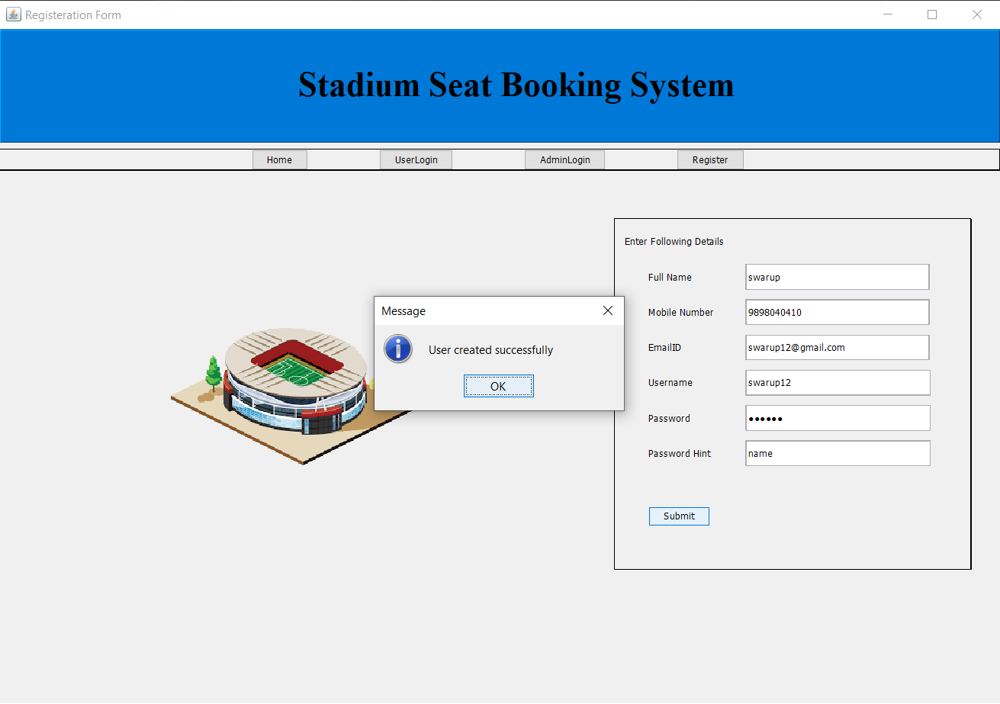 Registeration Form
Stadium Seat Booking System
Home UserLogin AdminLogin Register
Enter Following Details
Full Name swarup
Mobile Number 9898040410
EmailID swarup12@gmail.com
Username swarup12
Password ••••••
Password Hint name
Submit
Message
User created successfully
OK